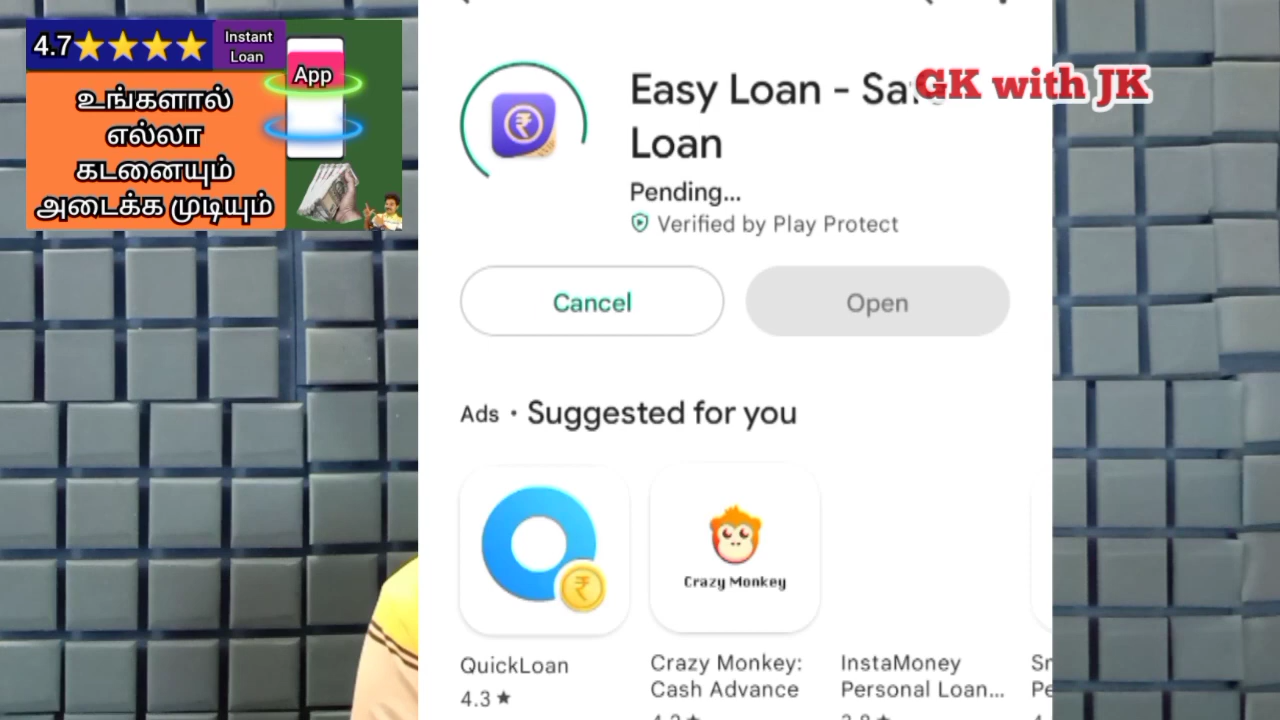 4.7
Instant
Loan
App
உங்களால்
எல்லா
கடனையும்
அடைக்க முடியும்
GK with JK
Easy Loan -
Loan
Pending...
Verified by Play Protect
Cancel
Open
Ads · Suggested for you
Crazy Monkey
QuickLoan
4.3 ★
Crazy Monkey:
Cash Advance
InstaMoney
Personal Loan...